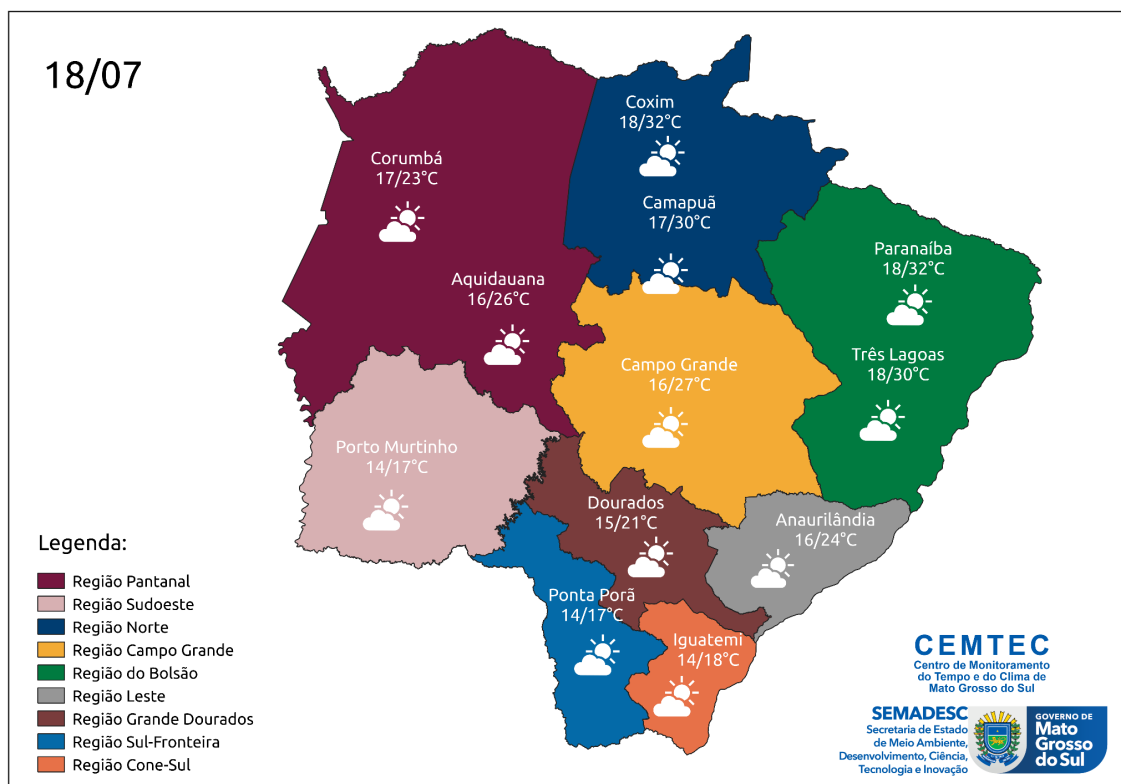 18/07
Coxim
18/32°C
Corumbá
17/23°C
Camapuã
17/30°C
Paranaíba
18/32°C
Aquidauana
16/26°C
Três Lagoas
18/30°C
Campo Grande
16/27°C
Porto Murtinho
14/17°C
Dourados
15/21°C
Anaurilândia
16/24°C
Ponta Porã
14/17°C
Iguatemi
14/18°C
Legenda:
Região Pantanal
Região Sudoeste
Região Norte
Região Campo Grande
Região do Bolsão
Região Leste
Região Grande Dourados
Região Sul-Fronteira
Região Cone-Sul
CEMTEC
Centro de Monitoramento
do Tempo e do Clima de
Mato Grosso do Sul
SEMADESC
Secretaria de Estado
de Meio Ambiente,
Desenvolvimento, Ciência,
Tecnologia e Inovação
GOVERNO DE
Mato
Grosso
do Sul